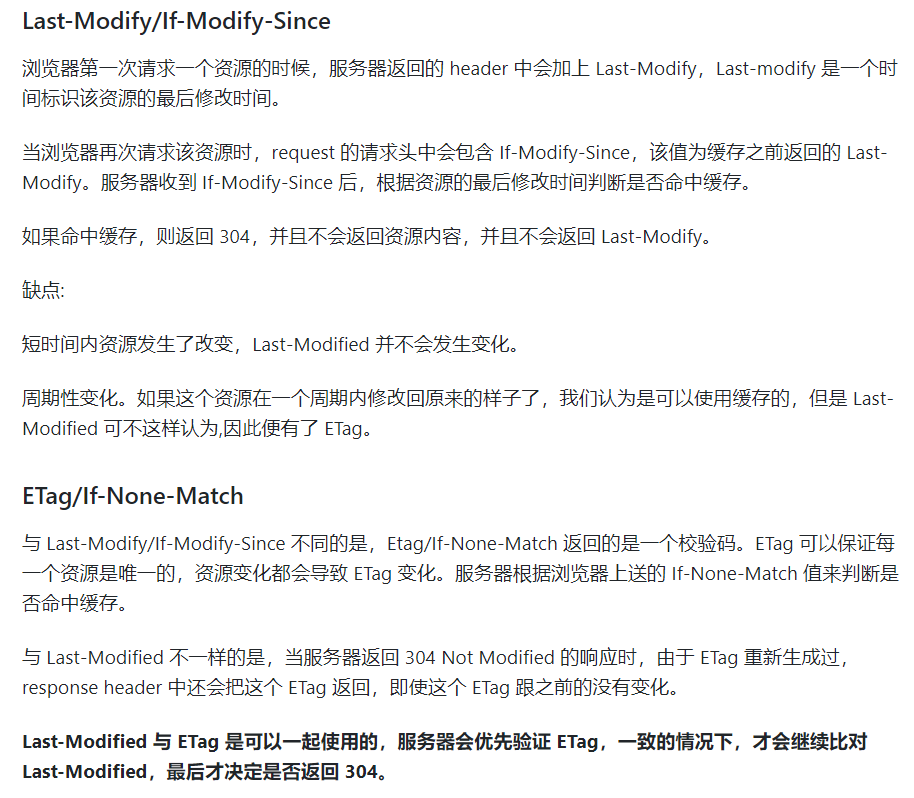 Last-Modify/If-Modify-Since
浏览器第一次请求一个资源的时候，服务器返回的 header 中会加上 Last-Modify，Last-modify 是一个时
间标识该资源的最后修改时间。
当浏览器再次请求该资源时，request 的请求头中会包含 If-Modify-Since，该值为缓存之前返回的 Last-
Modify。服务器收到 If-Modify-Since 后，根据资源的最后修改时间判断是否命中缓存。
如果命中缓存，则返回 304，并且不会返回资源内容，并且不会返回 Last-Modify。
缺点:
短时间内资源发生了改变，Last-Modified 并不会发生变化。
周期性变化。如果这个资源在一个周期内修改回原来的样子了，我们认为是可以使用缓存的，但是 Last-
Modified 可不这样认为,因此便有了 ETag。
ETag/If-None-Match
与 Last-Modify/If-Modify-Since 不同的是，Etag/If-None-Match 返回的是一个校验码。ETag 可以保证每
一个资源是唯一的，资源变化都会导致 ETag 变化。服务器根据浏览器上送的 If-None-Match 值来判断是
否命中缓存。
与 Last-Modified 不一样的是，当服务器返回 304 Not Modified 的响应时，由于 ETag 重新生成过，
response header 中还会把这个 ETag 返回，即使这个 ETag 跟之前的没有变化。
Last-Modified 与 ETag 是可以一起使用的，服务器会优先验证 ETag，一致的情况下，才会继续比对
Last-Modified，最后才决定是否返回 304。